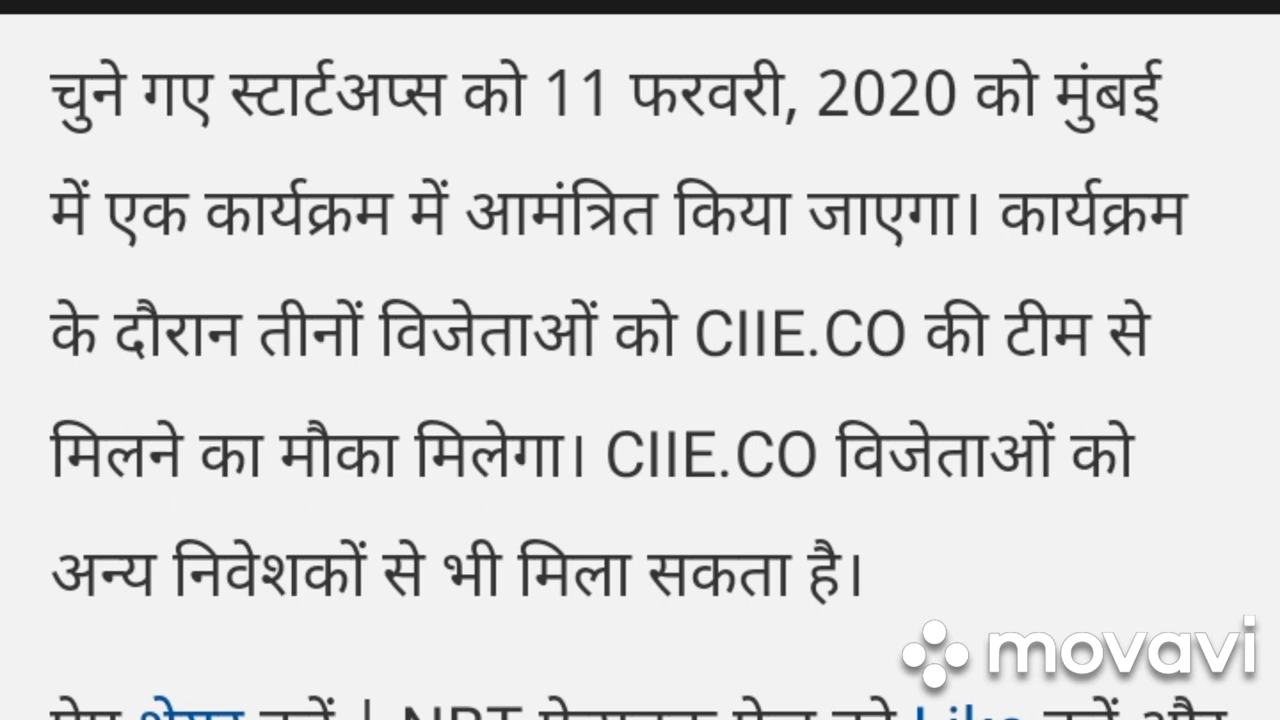 चुने गए स्टार्टअप्स को 11 फरवरी, 2020 को मुंबई
में एक कार्यक्रम में आमंत्रित किया जाएगा। कार्यक्रम
के दौरान तीनों विजेताओं को CIIE.CO की टीम से
मिलने का मौका मिलेगा। CIIE.CO विजेताओं को
अन्य निवेशकों से भी मिला सकता है।
movavi